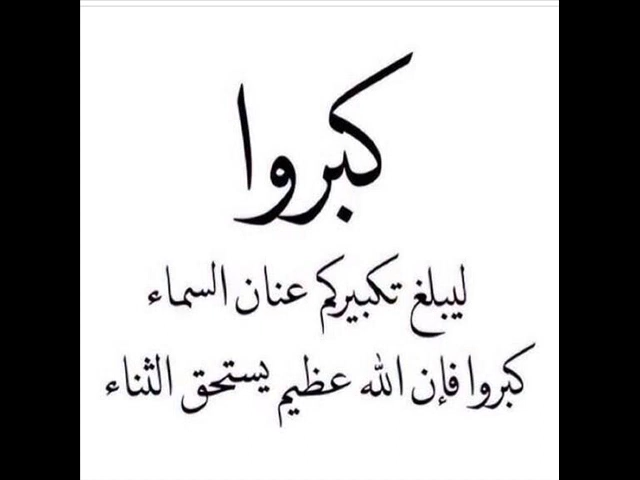 كبروا
ليبلغ تكبيركم عنان السماء
كبروا فإن الله عظيم يستحق الثناء